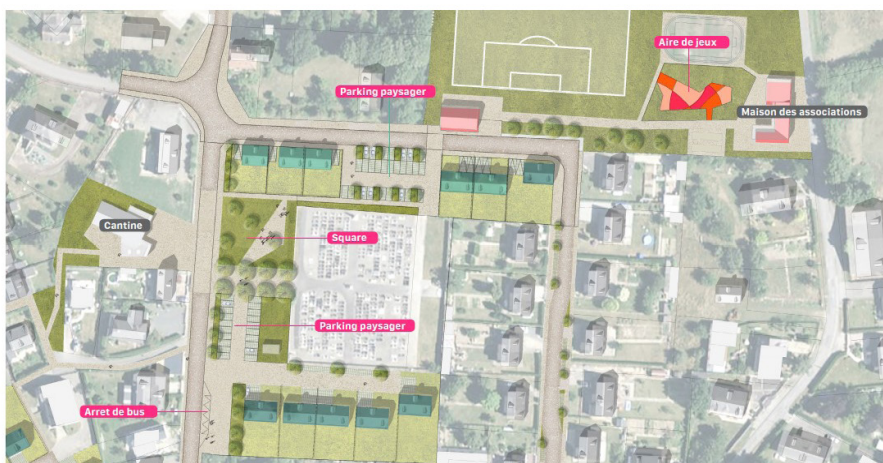 Aire de jeux
Parking paysager
Maison des associations
Cantine
Square
Parking paysager
Arret de bus